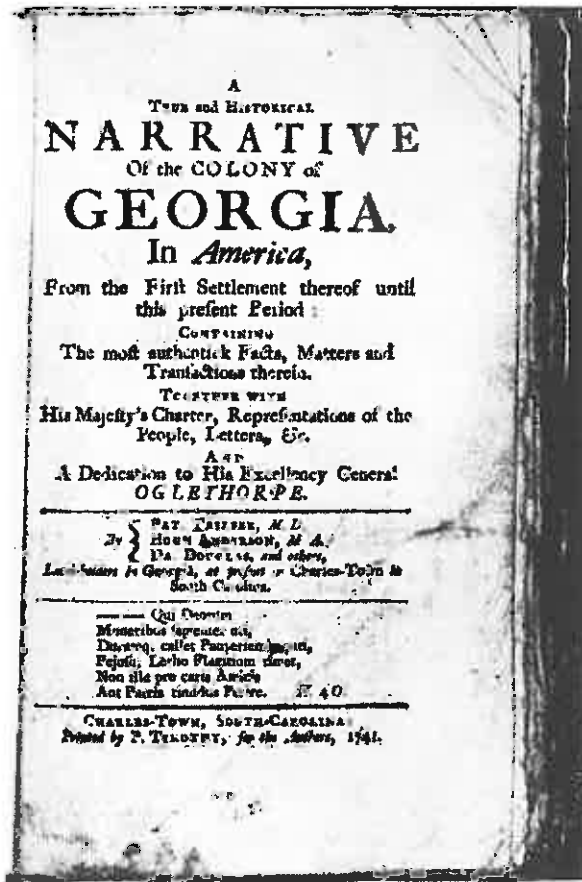 A
TRUE and HISTORICAL
NARRATIVE
Of the COLONY of
GEORGIA,
In America,
From the First Settlement thereof until
this present Period :
CONTAINING
The most authentick Facts, Matters and
Transactions therein.
TOGETHER WITH
His Majesty's Charter, Representations of the
People, Letters, &c.
AND
A Dedication to His Excellency General
OGLETHORPE.
By PAT. TAILFER, M. D.
HUGH ANDERSON, M. A.
DA. DOUGLAS, and others,
Land-holders in Georgia, at present in Charles-Town in
South Carolina.
Qui Deorum
Muneribus sapienter uti,
Duramq; callet Pauperiem pati,
Pejusq; Letho Flagitium timet,
Non ille pro caris Amicis
Aut Patria timidus Perire.
CHARLES-TOWN, SOUTH-CAROLINA
Printed by P. TIMOTHY, for the Authors, 1741.